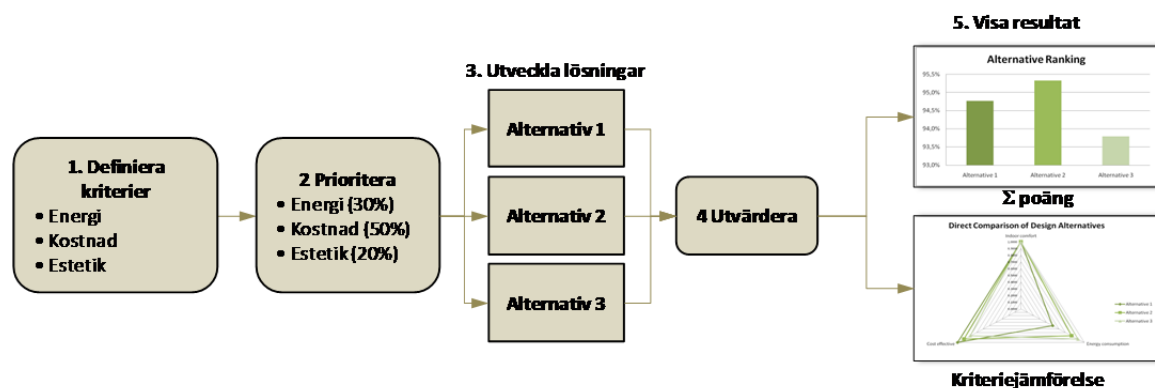 1. Definiera
kriterier
• Energi
• Kostnad
• Estetik
2 Prioritera
• Energi (30%)
• Kostnad (50%)
• Estetik (20%)
3. Utveckla lösningar
Alternativ 1
Alternativ 2
Alternativ 3
4 Utvärdera
5. Visa resultat
Alternative Ranking
95,5%
95,0%
94,5%
94,0%
93,5%
93,0%
Alternative 1
Alternative 2
Alternative 3
Σ poäng
Direct Comparison of Design Alternatives
Indoor comfort
Cost effective
Energy consumption
Alternative 1
Alternative 2
Alternative 3
Kriteriejämförelse